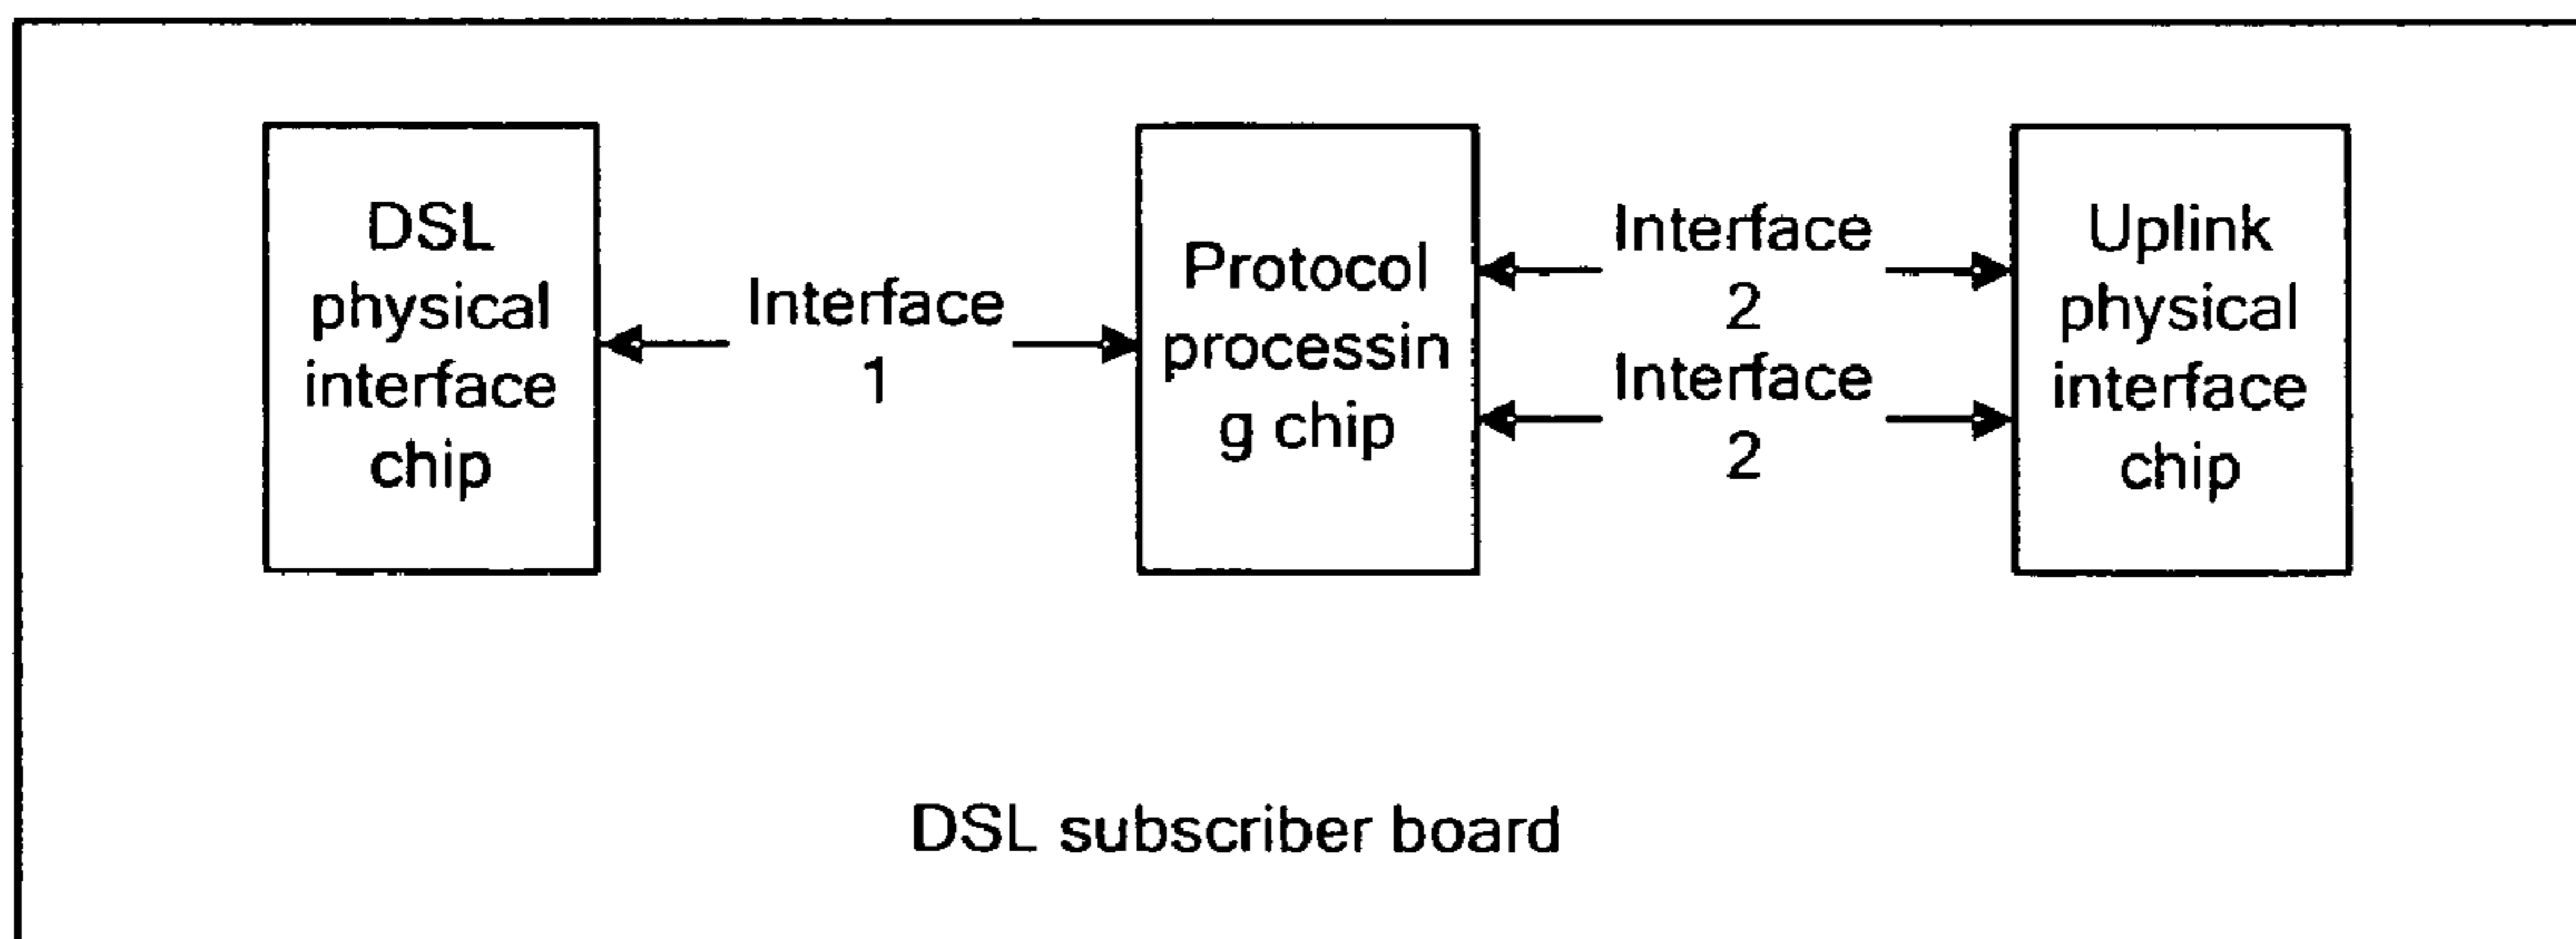 DSL
physical
interface
chip
Interface
1
Protocol
processin
g chip
Interface
2
Interface
2
Uplink
physical
interface
chip
DSL subscriber board